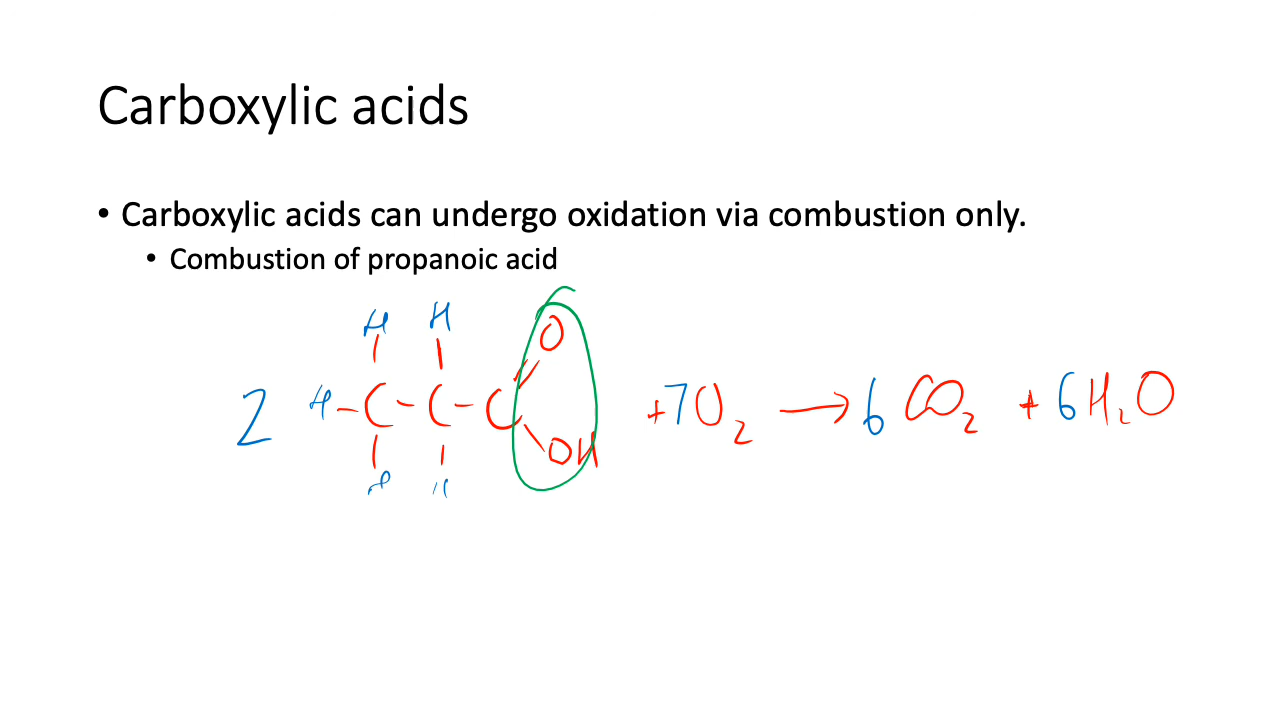 Carboxylic acids
• Carboxylic acids can undergo oxidation via combustion only.
• Combustion of propanoic acid
H H O
2 H-C-C-C +7O₂ → 6CO₂ + 6H₂O
OH
H H